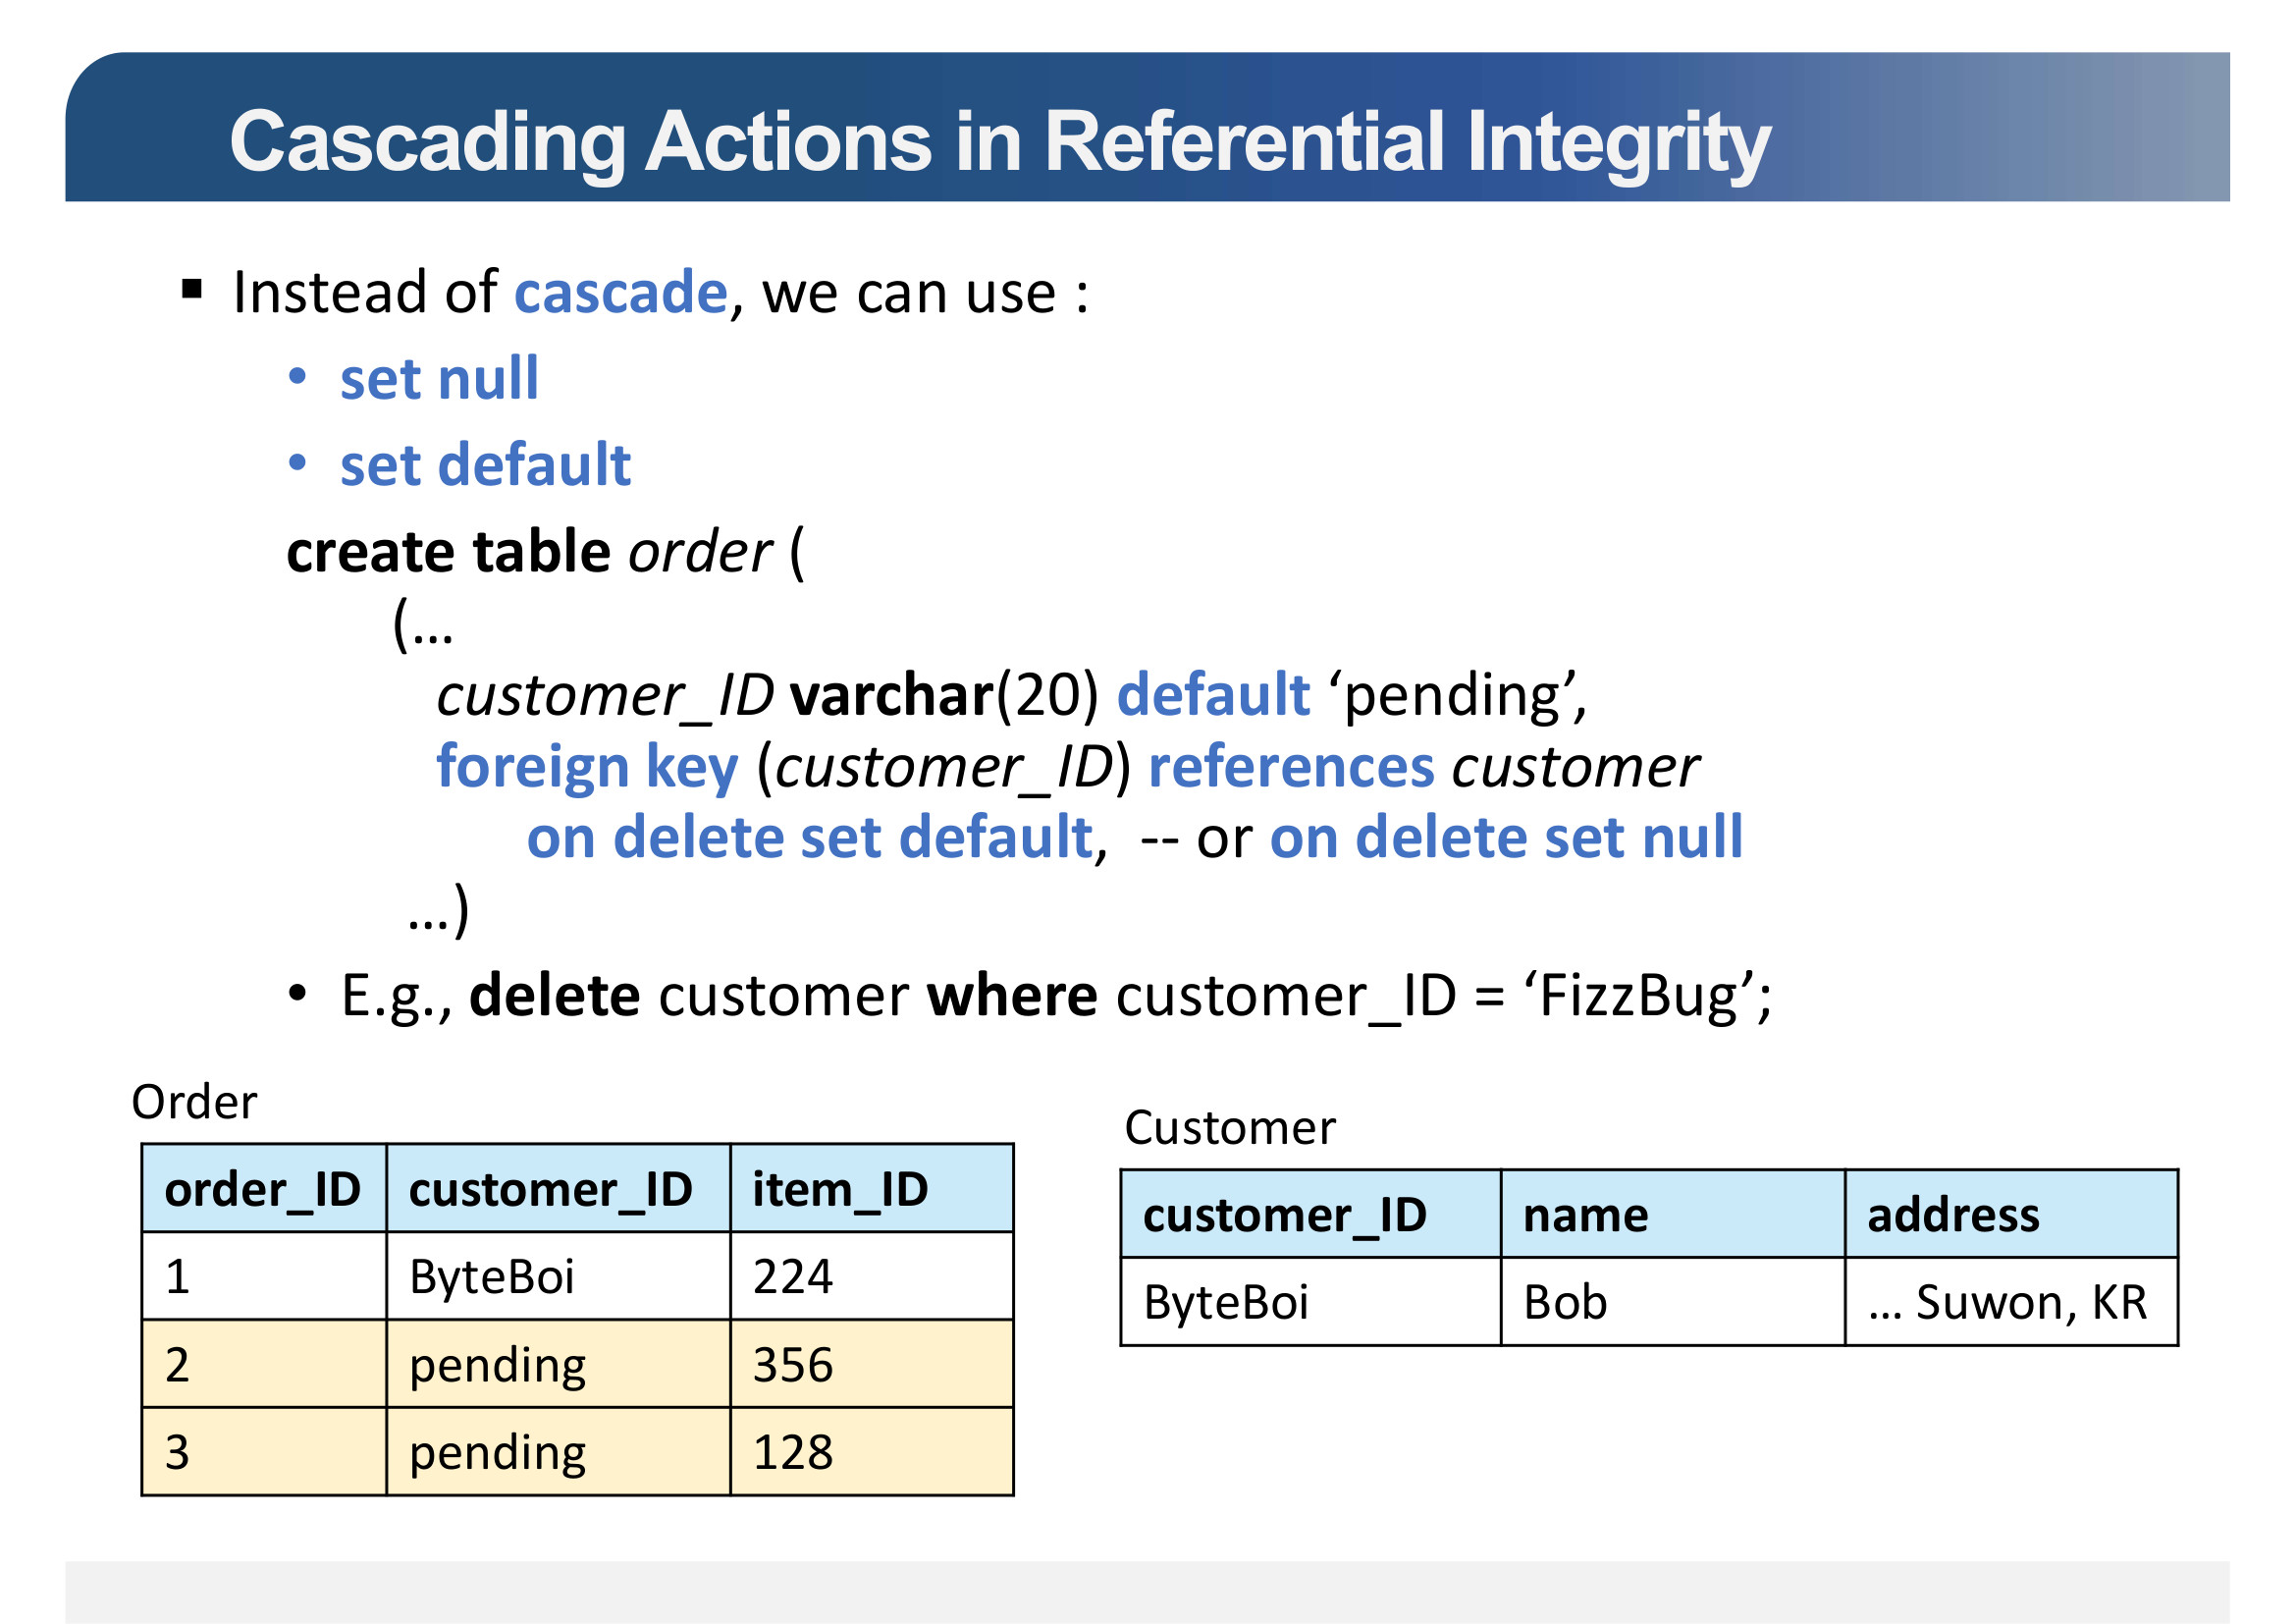 Cascading Actions in Referential Integrity
▪ Instead of cascade, we can use :
• set null
• set default
create table order (
(…
customer_ID varchar(20) default ‘pending’,
foreign key (customer_ID) references customer
on delete set default,  -- or on delete set null
…)
• E.g., delete customer where customer_ID = ‘FizzBug’;
Order
order_ID customer_ID item_ID
1 ByteBoi 224
2 pending 356
3 pending 128
Customer
customer_ID name address
ByteBoi Bob … Suwon, KR